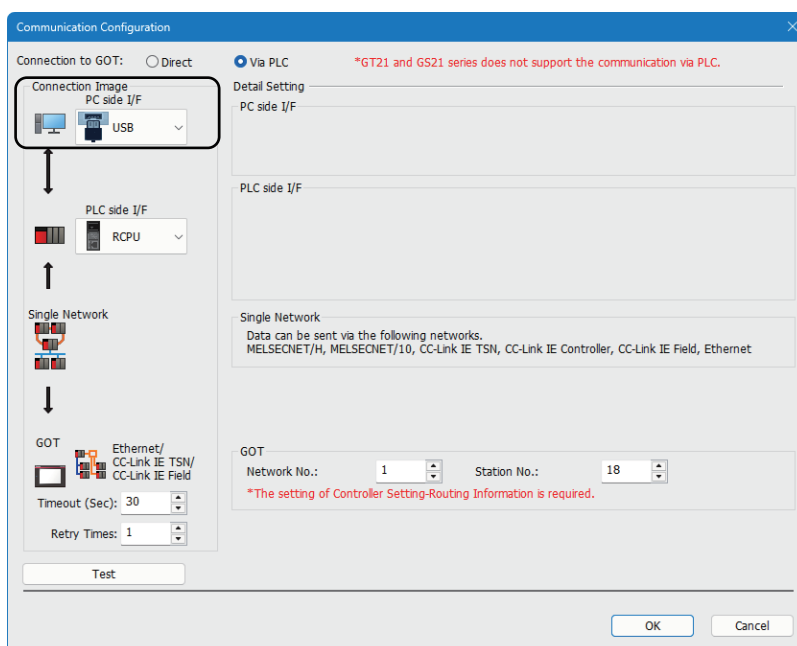 Communication Configuration
Connection to GOT: Direct Via PLC *GT21 and GS21 series does not support the communication via PLC.
Connection Image
PC side I/F
USB
PLC side I/F
RCPU
Single Network
GOT
Ethernet/
CC-Link IE TSN/
CC-Link IE Field
Timeout (Sec): 30
Retry Times: 1
Test
Detail Setting
PC side I/F
PLC side I/F
Single Network
Data can be sent via the following networks.
MELSECNET/H, MELSECNET/10, CC-Link IE TSN, CC-Link IE Controller, CC-Link IE Field, Ethernet
GOT
Network No.: 1 Station No.: 18
*The setting of Controller Setting-Routing Information is required.
OK Cancel